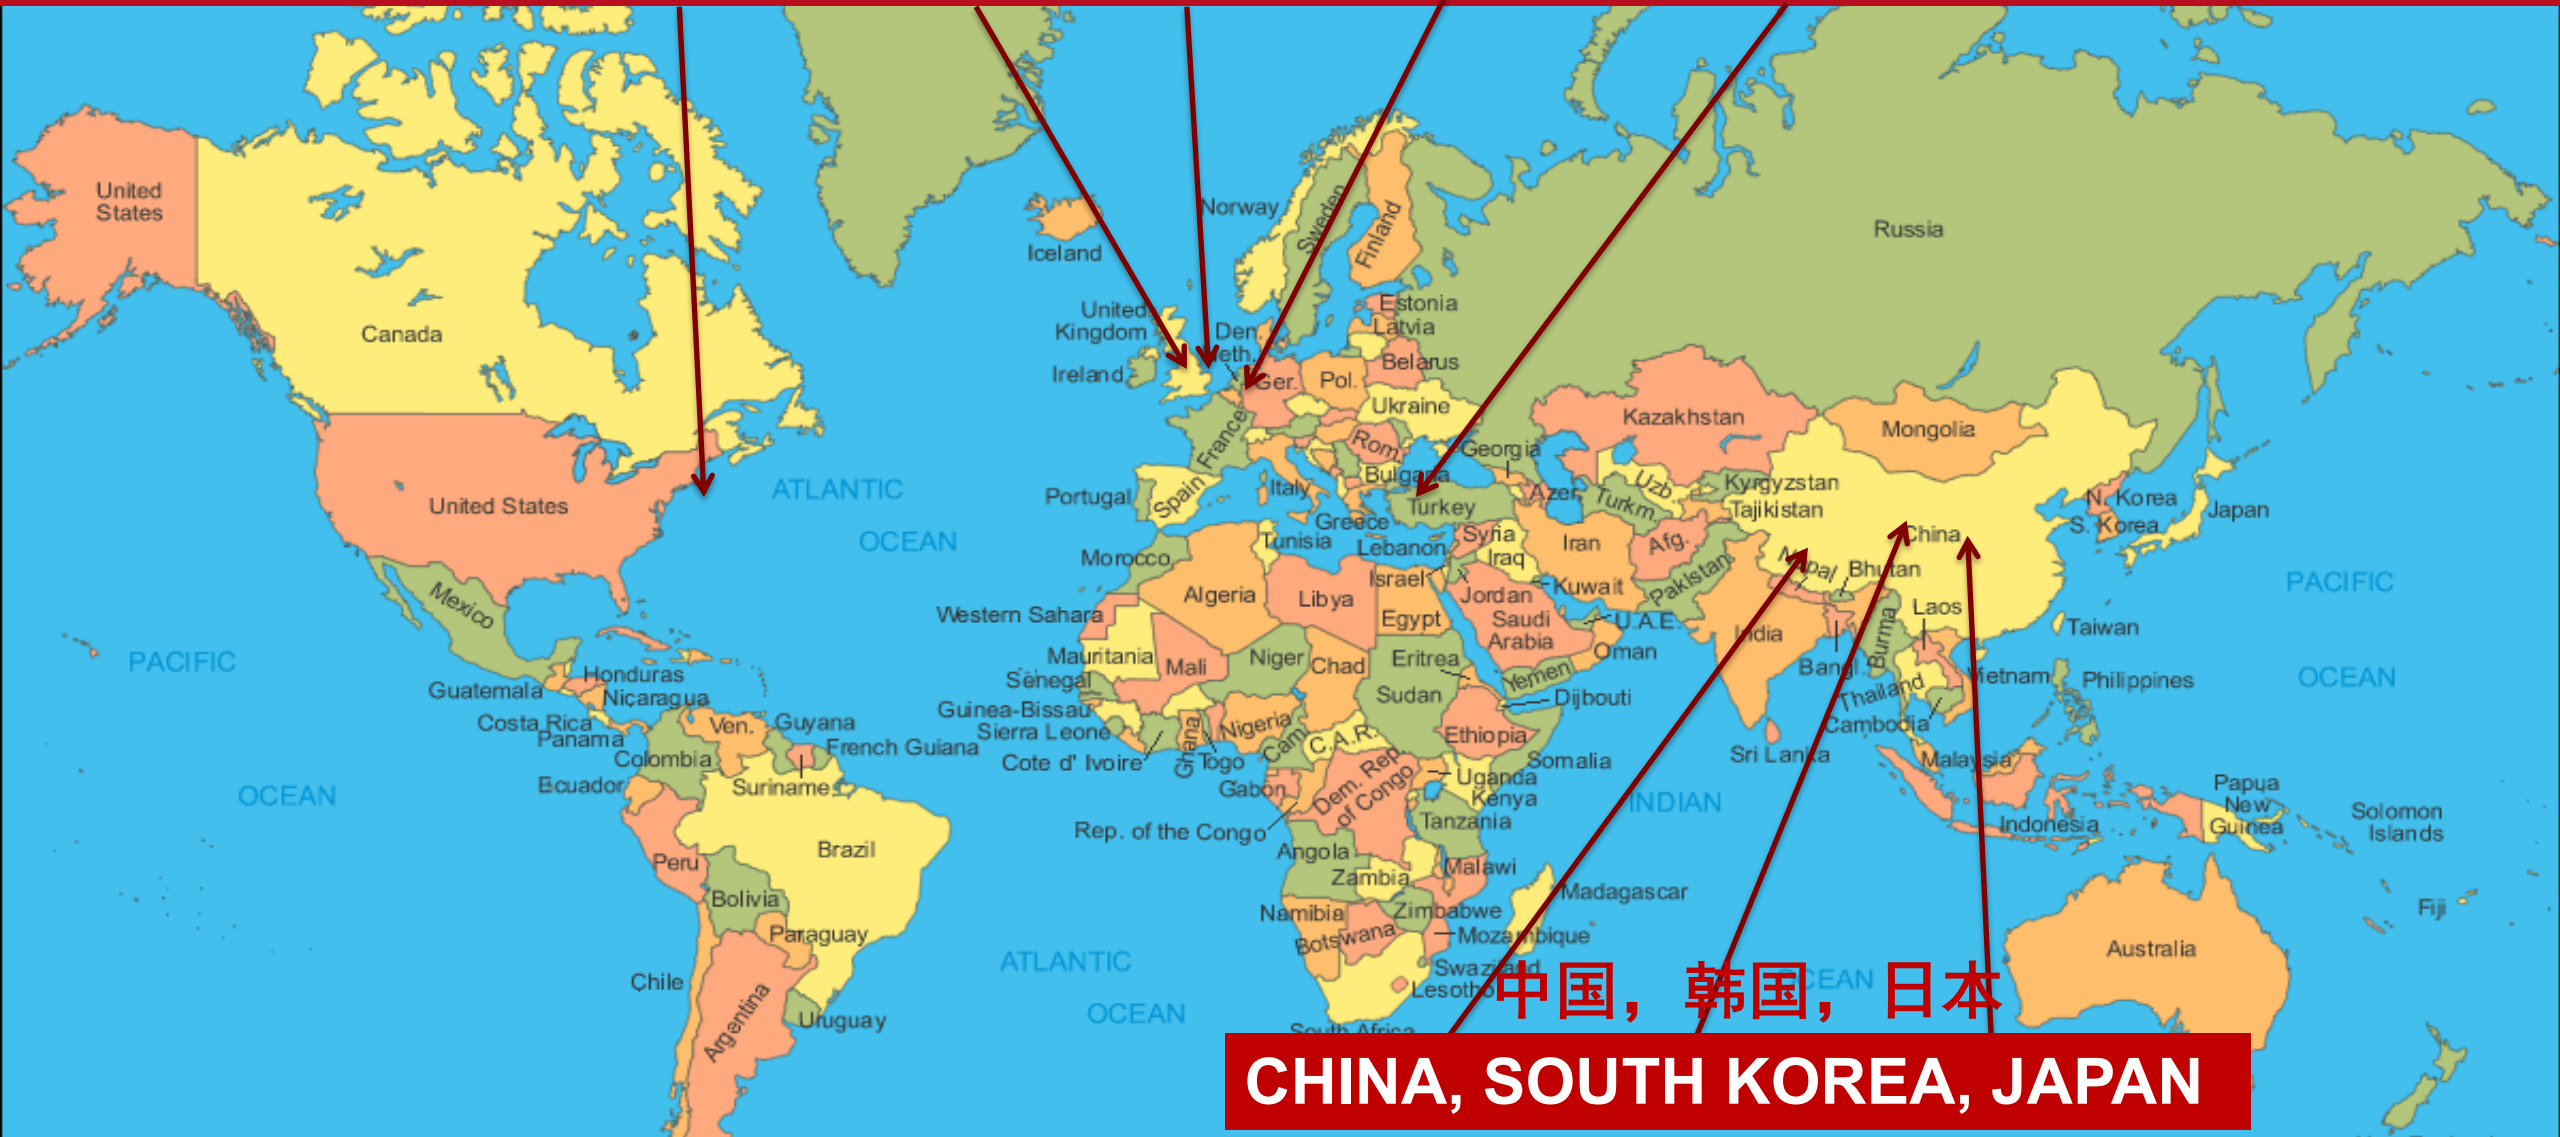 United
States
Canada
United States
Mexico
Guatemala
Honduras
Nicaragua
Costa Rica
Panama
Colombia
Ven.
Guyana
French Guiana
Suriname
Ecuador
Peru
Brazil
Bolivia
Paraguay
Chile
Argentina
Uruguay
PACIFIC
OCEAN
ATLANTIC
OCEAN
ATLANTIC
OCEAN
Iceland
Norway
Sweden
Finland
United
Kingdom
Ireland
Den.
Estonia
Latvia
Belarus
Ger.
Pol.
Ukraine
France
Rom.
Bulgaria
Portugal
Spain
Italy
Greece
Turkey
Georgia
Azer.
Russia
Kazakhstan
Uzb.
Turkm.
Kyrgyzstan
Tajikistan
Mongolia
China
N. Korea
S. Korea
Japan
Morocco
Tunisia
Lebanon
Syria
Iraq
Iran
Afg.
Pakistan
Nepal
Bhutan
Israel
Jordan
Kuwait
Saudi
Arabia
U.A.E.
Oman
Yemen
India
Bangl.
Burma
Laos
Taiwan
Vietnam
Thailand
Cambodia
Philippines
Sri Lanka
Malaysia
Indonesia
Papua
New
Guinea
Solomon
Islands
Fiji
Australia
Western Sahara
Algeria
Libya
Egypt
Mauritania
Mali
Niger
Chad
Sudan
Eritrea
Dijbouti
Senegal
Guinea-Bissau
Sierra Leone
Cote d' Ivoire
Ghana
Togo
Nigeria
Cam.
C.A.R.
Ethiopia
Somalia
Gabon
Rep. of the Congo
Dem. Rep.
of Congo
Uganda
Kenya
Tanzania
Angola
Zambia
Malawi
Madagascar
Namibia
Botswana
Zimbabwe
Mozambique
Swaziland
Lesotho
South Africa
INDIAN
OCEAN
PACIFIC
OCEAN
中国，韩国，日本
CHINA, SOUTH KOREA, JAPAN